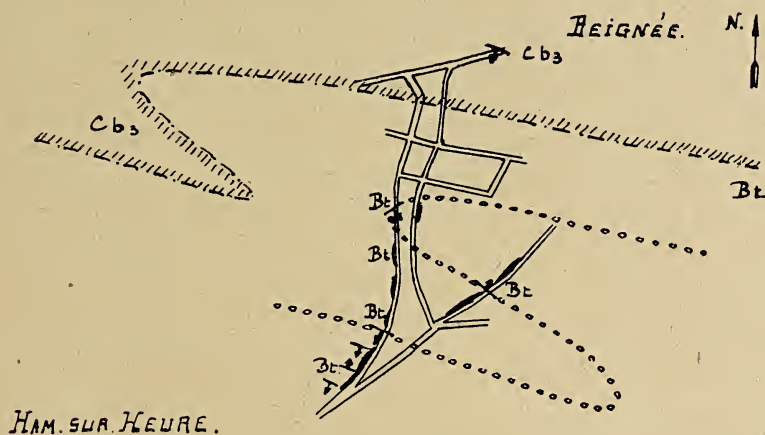 BEIGNÉE.
N.
Cb3
Cb3
Bt
Bt
Bt
Bt
Bt
Bt
HAM. SUR. HEURE.